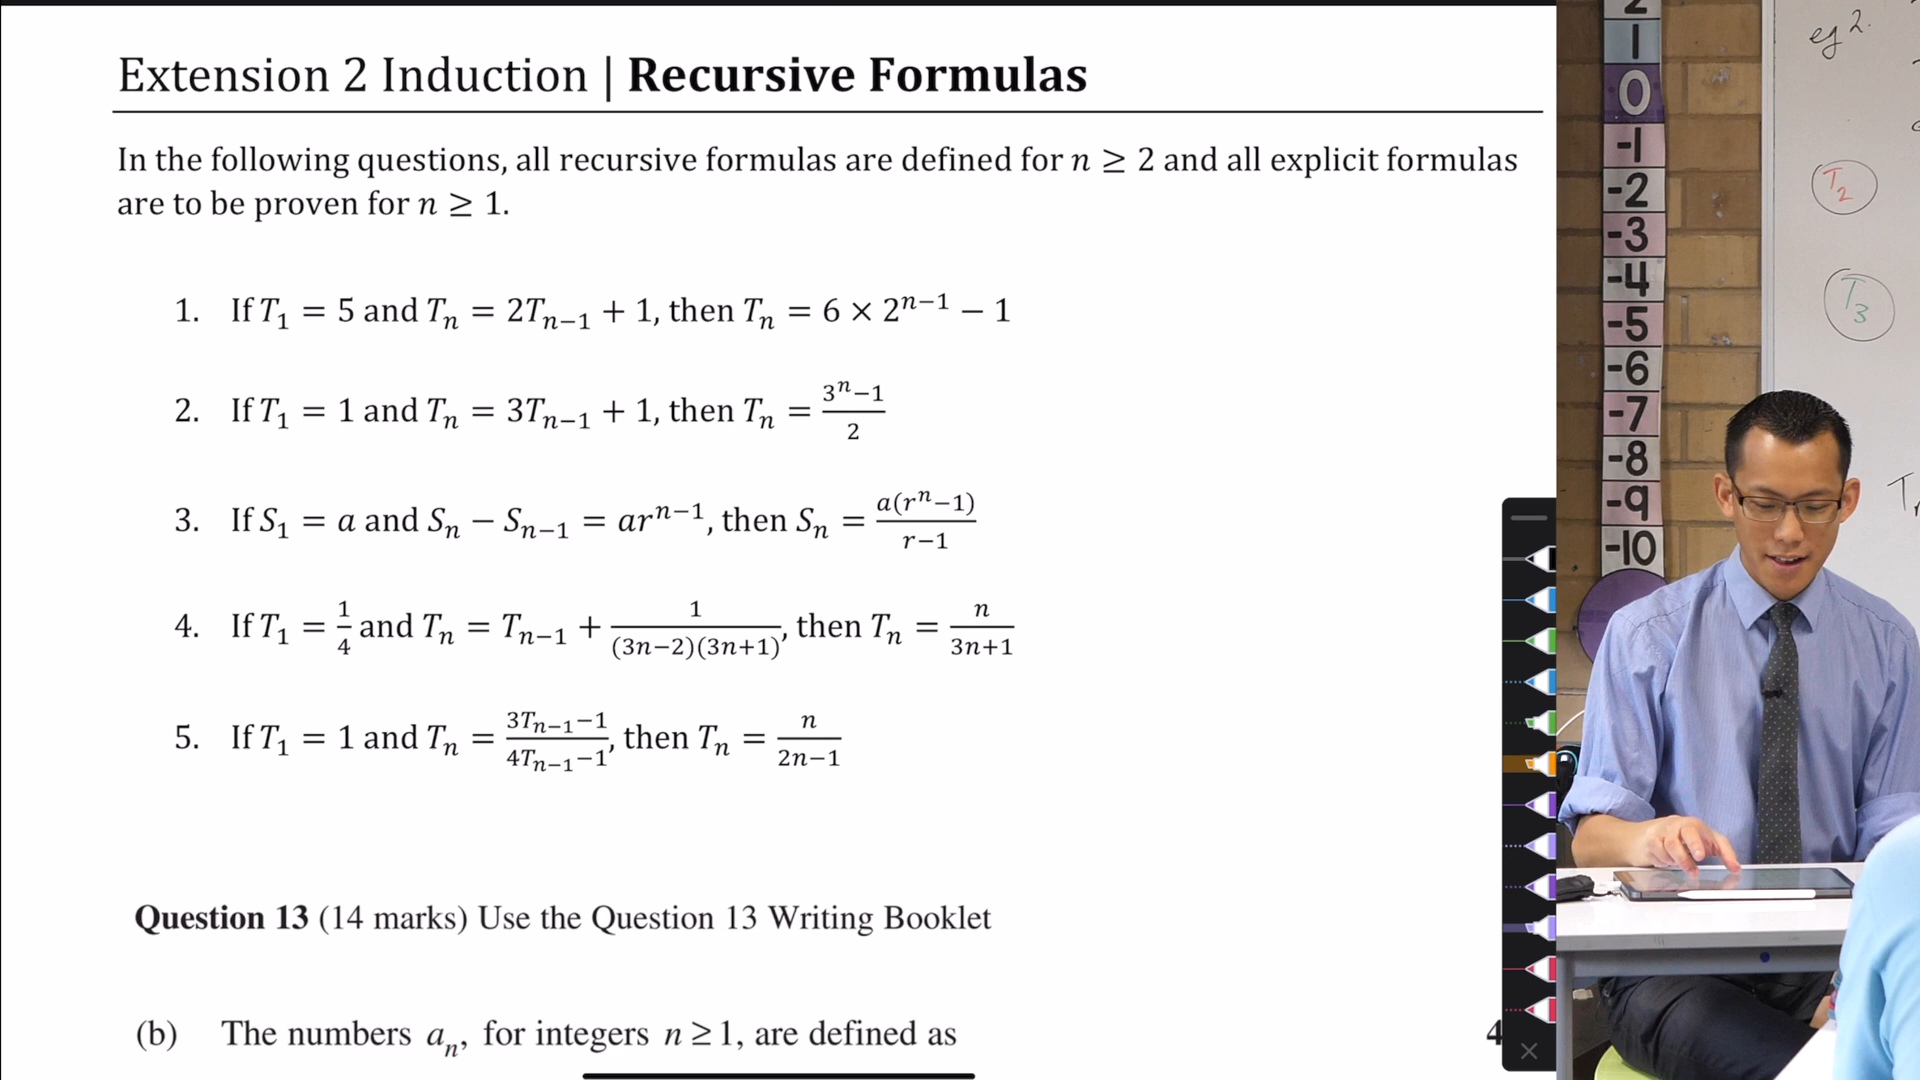 Extension 2 Induction | Recursive Formulas
In the following questions, all recursive formulas are defined for n ≥ 2 and all explicit formulas
are to be proven for n ≥ 1.
1. If T₁ = 5 and Tₙ = 2Tₙ₋₁ + 1, then Tₙ = 6 × 2ⁿ⁻¹ − 1
2. If T₁ = 1 and Tₙ = 3Tₙ₋₁ + 1, then Tₙ = (3ⁿ−1)/2
3. If S₁ = a and Sₙ − Sₙ₋₁ = arⁿ⁻¹, then Sₙ = a(rⁿ−1)/(r−1)
4. If T₁ = 1/4 and Tₙ = Tₙ₋₁ + 1/((3n−2)(3n+1)), then Tₙ = n/(3n+1)
5. If T₁ = 1 and Tₙ = (3Tₙ₋₁−1)/(4Tₙ₋₁−1), then Tₙ = n/(2n−1)
Question 13 (14 marks) Use the Question 13 Writing Booklet
(b) The numbers aₙ, for integers n ≥ 1, are defined as
4
2
1
0
-1
-2
-3
-4
-5
-6
-7
-8
-9
-10
eg 2.
T₂
T₃